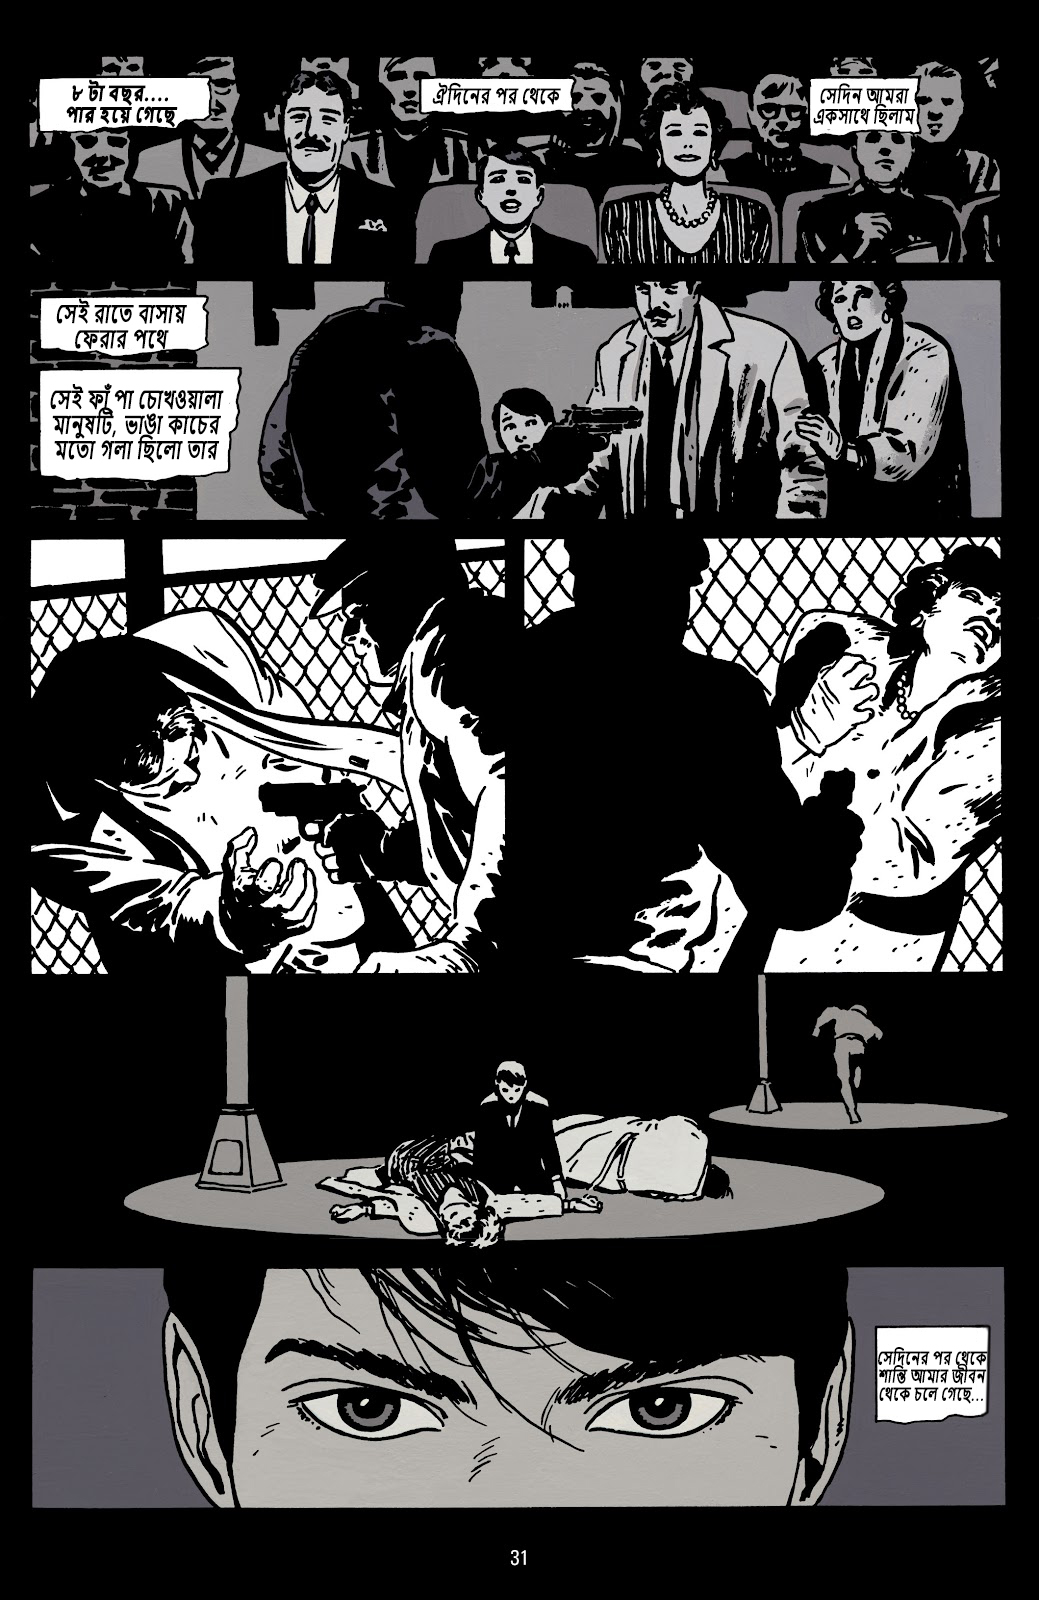 ৮ টা বছর....
পার হয়ে গেছে
ঐদিনের পর থেকে
সেদিন আমরা
একসাথে ছিলাম
সেই রাতে বাসায়
ফেরার পথে
সেই ফাঁপা চোখওয়ালা
মানুষটি, ভাঙা কাচের
মতো গলা ছিলো তার
সেদিনের পর থেকে
শান্তি আমার জীবন
থেকে চলে গেছে...
31